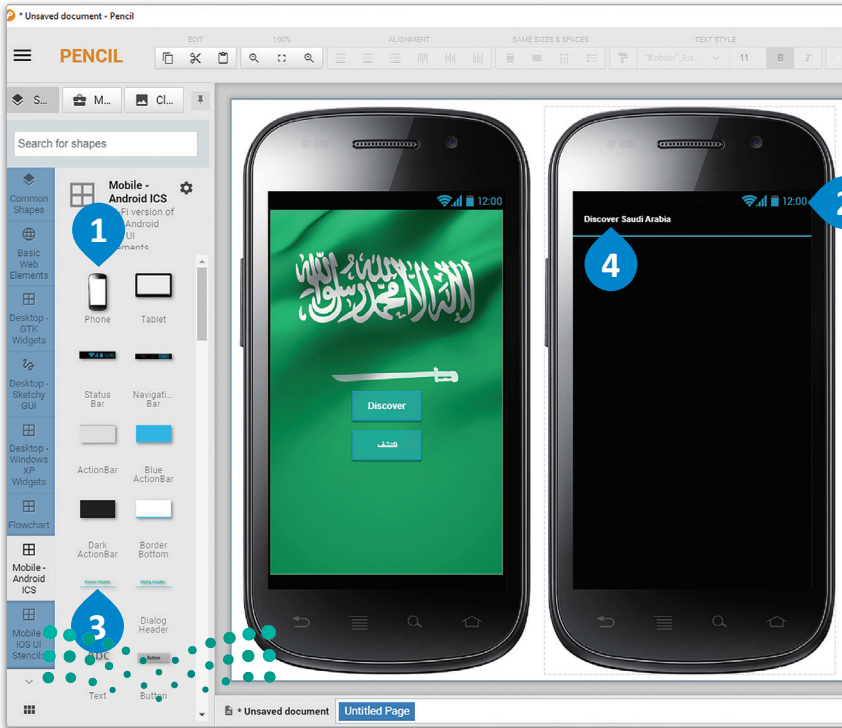 * Unsaved document - Pencil
PENCIL
EDIT
100%
ALIGNMENT
SAME SIZES & SPACES
TEXT STYLE
"Roboto",An...
11
B
I
S...
M...
Cl...
Search for shapes
Common
Shapes
Basic
Web
Elements
Desktop -
GTK
Widgets
Desktop -
Sketchy
GUI
Desktop -
Windows
XP
Widgets
Flowchart
Mobile -
Android
ICS
Mobile
iOS UI
Stencils
Mobile -
Android ICS
-Fi version of
Android
UI
ements
1
Phone
Tablet
Status
Bar
Navigati...
Bar
ActionBar
Blue
ActionBar
Dark
ActionBar
Border
Bottom
3
Dialog
Header
ABC
Button
Text
Button
12:00
لا إله إلا الله محمد رسول الله
Discover
اكتشف
12:00
2
Discover Saudi Arabia
4
* Unsaved document
Untitled Page